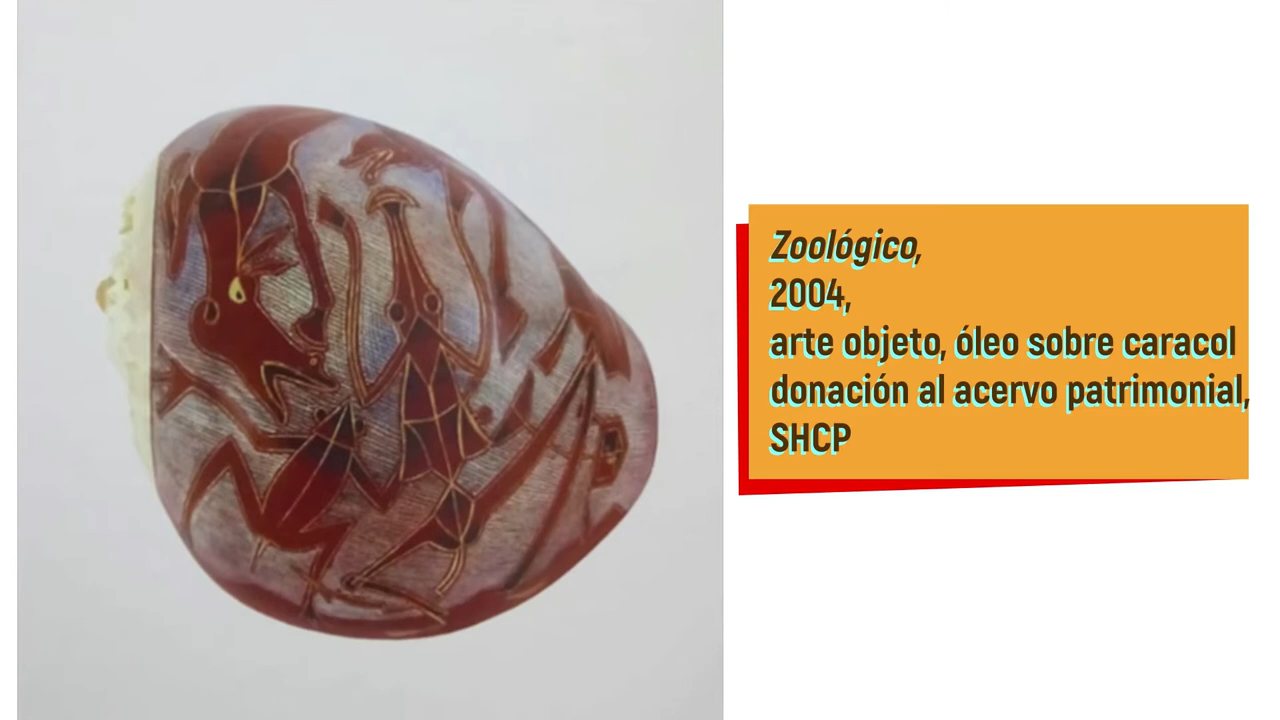 Zoológico,
2004,
arte objeto, óleo sobre caracol
donación al acervo patrimonial,
SHCP